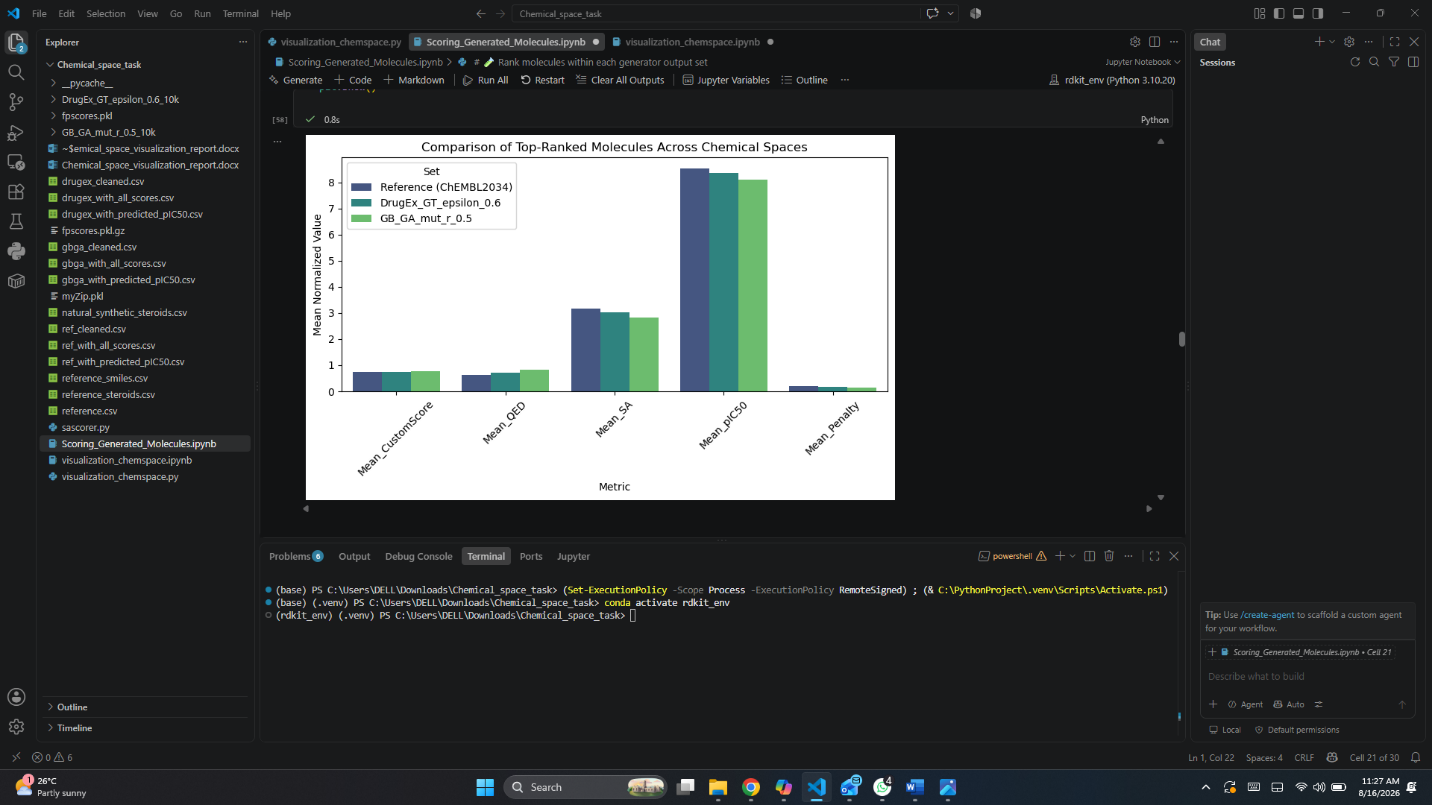 File Edit Selection View Go Run Terminal Help
Chemical_space_task
Explorer
Chemical_space_task
__pycache__
DrugEx_GT_epsilon_0.6_10k
fpscores.pkl
GB_GA_mut_r_0.5_10k
~$emical_space_visualization_report.docx
Chemical_space_visualization_report.docx
drugex_cleaned.csv
drugex_with_all_scores.csv
drugex_with_predicted_pIC50.csv
fpscores.pkl.gz
gbga_cleaned.csv
gbga_with_all_scores.csv
gbga_with_predicted_pIC50.csv
myZip.pkl
natural_synthetic_steroids.csv
ref_cleaned.csv
ref_with_all_scores.csv
ref_with_predicted_pIC50.csv
reference_smiles.csv
reference_steroids.csv
reference.csv
sascorer.py
Scoring_Generated_Molecules.ipynb
visualization_chemspace.ipynb
visualization_chemspace.py
Outline
Timeline
visualization_chemspace.py Scoring_Generated_Molecules.ipynb visualization_chemspace.ipynb
Scoring_Generated_Molecules.ipynb > # Rank molecules within each generator output set
Jupyter Notebook
Generate + Code + Markdown Run All Restart Clear All Outputs Jupyter Variables Outline ... rdkit_env (Python 3.10.20)
[58] 0.8s Python
Comparison of Top-Ranked Molecules Across Chemical Spaces
Set
Reference (ChEMBL2034)
DrugEx_GT_epsilon_0.6
GB_GA_mut_r_0.5
Mean Normalized Value
8
7
6
5
4
3
2
1
0
Mean_CustomScore
Mean_QED
Mean_SA
Mean_pIC50
Mean_Penalty
Metric
Problems 6 Output Debug Console Terminal Ports Jupyter
powershell
(base) PS C:\Users\DELL\Downloads\Chemical_space_task> (Set-ExecutionPolicy -Scope Process -ExecutionPolicy RemoteSigned) ; (& C:\PythonProject\.venv\Scripts\Activate.ps1)
(base) (.venv) PS C:\Users\DELL\Downloads\Chemical_space_task> conda activate rdkit_env
(rdkit_env) (.venv) PS C:\Users\DELL\Downloads\Chemical_space_task>
Chat
Sessions
Tip: Use /create-agent to scaffold a custom agent
for your workflow.
Scoring_Generated_Molecules.ipynb • Cell 21
Describe what to build
Agent Auto
Local Default permissions
0 6
Ln 1, Col 22 Spaces: 4 CRLF Cell 21 of 30
1
26°C
Partly sunny
Search
4
11:27 AM
8/16/2026
2